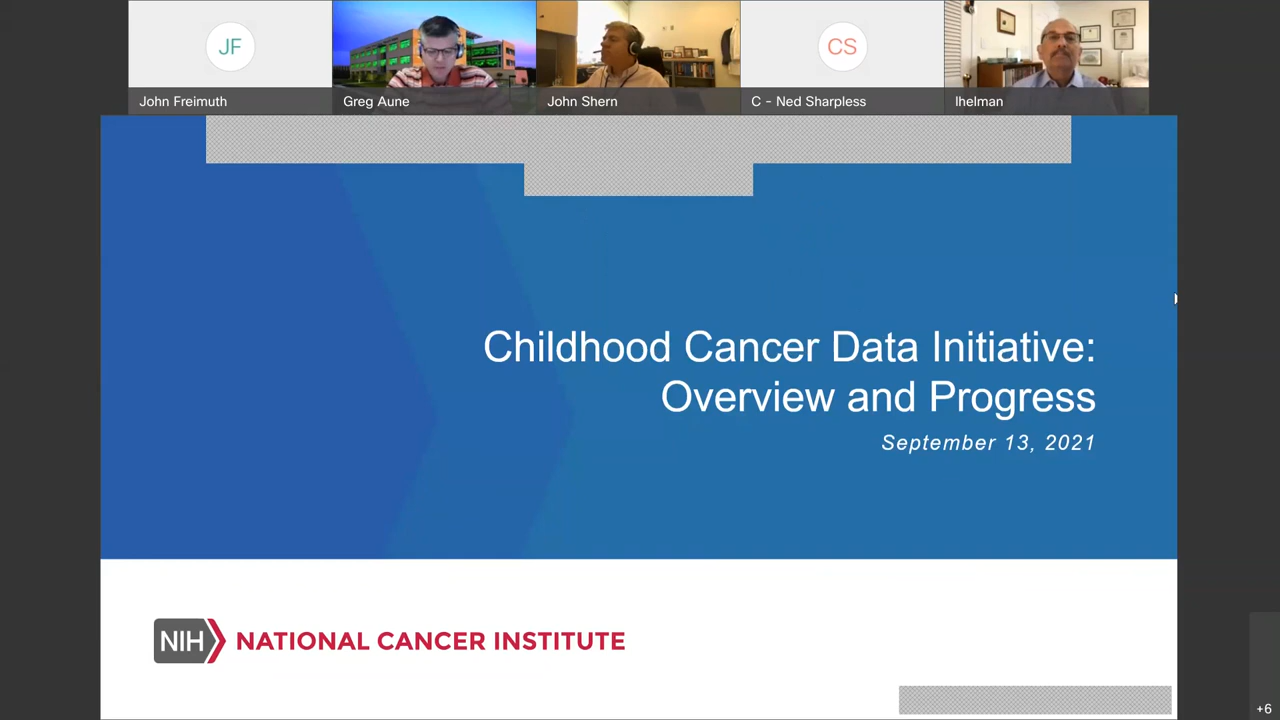 JF
CS
John Freimuth
Greg Aune
John Shern
C - Ned Sharpless
lhelman
Childhood Cancer Data Initiative:
Overview and Progress
September 13, 2021
NIH NATIONAL CANCER INSTITUTE
+6